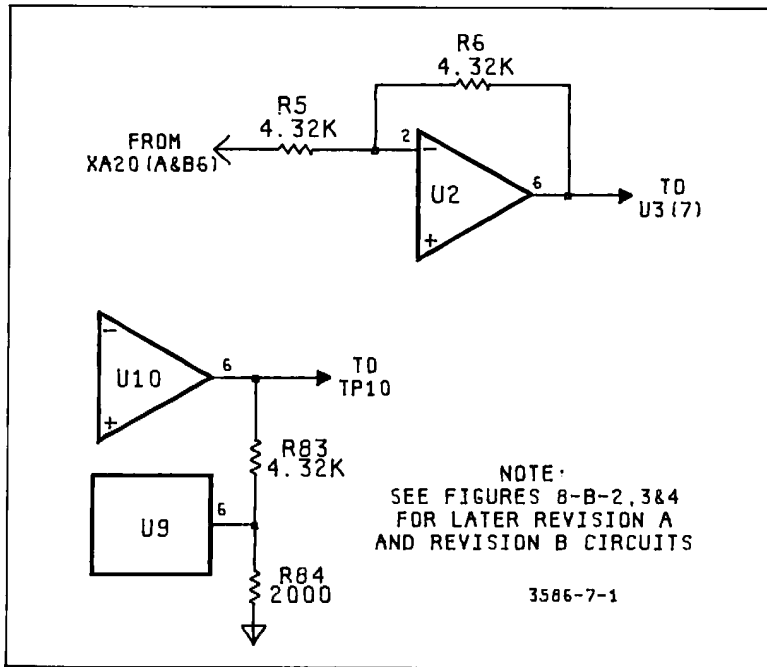 R6
4.32K
R5
4.32K
FROM
XA20(A&B6)
2
−
U2
+
6
TO
U3(7)
−
U10
+
6
TO
TP10
R83
4.32K
U9
6
R84
2000
NOTE:
SEE FIGURES 8-B-2,3&4
FOR LATER REVISION A
AND REVISION B CIRCUITS
3586-7-1